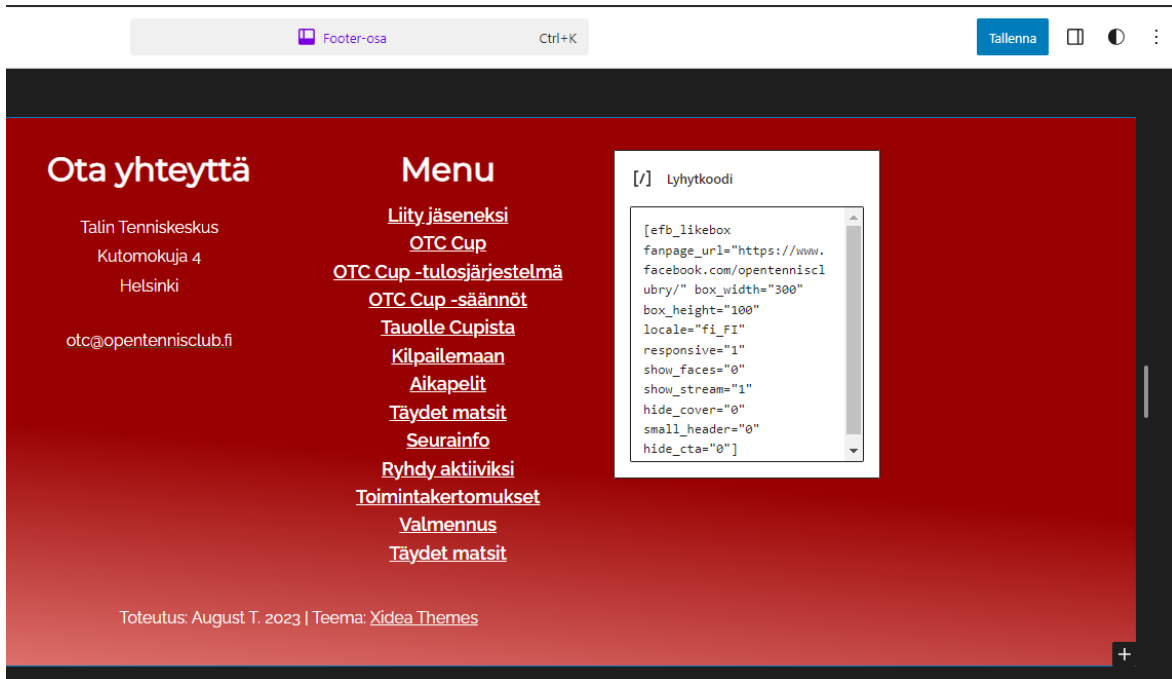 Footer-osa Ctrl+K
Tallenna
Ota yhteyttä
Talin Tenniskeskus
Kutomokuja 4
Helsinki
otc@opentennisclub.fi
Menu
Liity jäseneksi
OTC Cup
OTC Cup -tulosjärjestelmä
OTC Cup -säännöt
Tauolle Cupista
Kilpailemaan
Aikapelit
Täydet matsit
Seurainfo
Ryhdy aktiiviksi
Toimintakertomukset
Valmennus
Täydet matsit
[/] Lyhytkoodi
[efb_likebox
fanpage_url="https://www.
facebook.com/opentenniscl
ubry/" box_width="300"
box_height="100"
locale="fi_FI"
responsive="1"
show_faces="0"
show_stream="1"
hide_cover="0"
small_header="0"
hide_cta="0"]
Toteutus: August T. 2023 | Teema: Xidea Themes